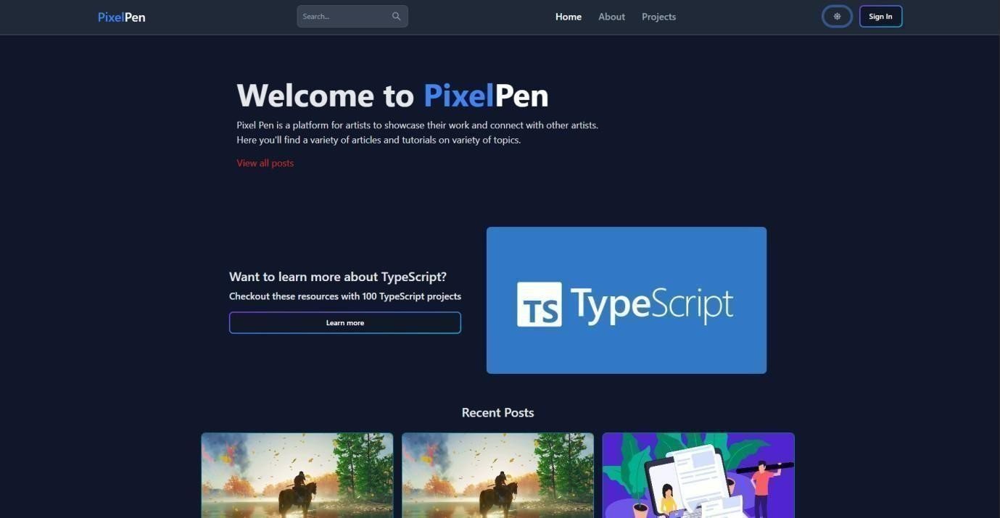 PixelPen
Search...
Home
About
Projects
Sign In
Welcome to PixelPen
Pixel Pen is a platform for artists to showcase their work and connect with other artists.
Here you'll find a variety of articles and tutorials on variety of topics.
View all posts
Want to learn more about TypeScript?
Checkout these resources with 100 TypeScript projects
Learn more
TS TypeScript
Recent Posts